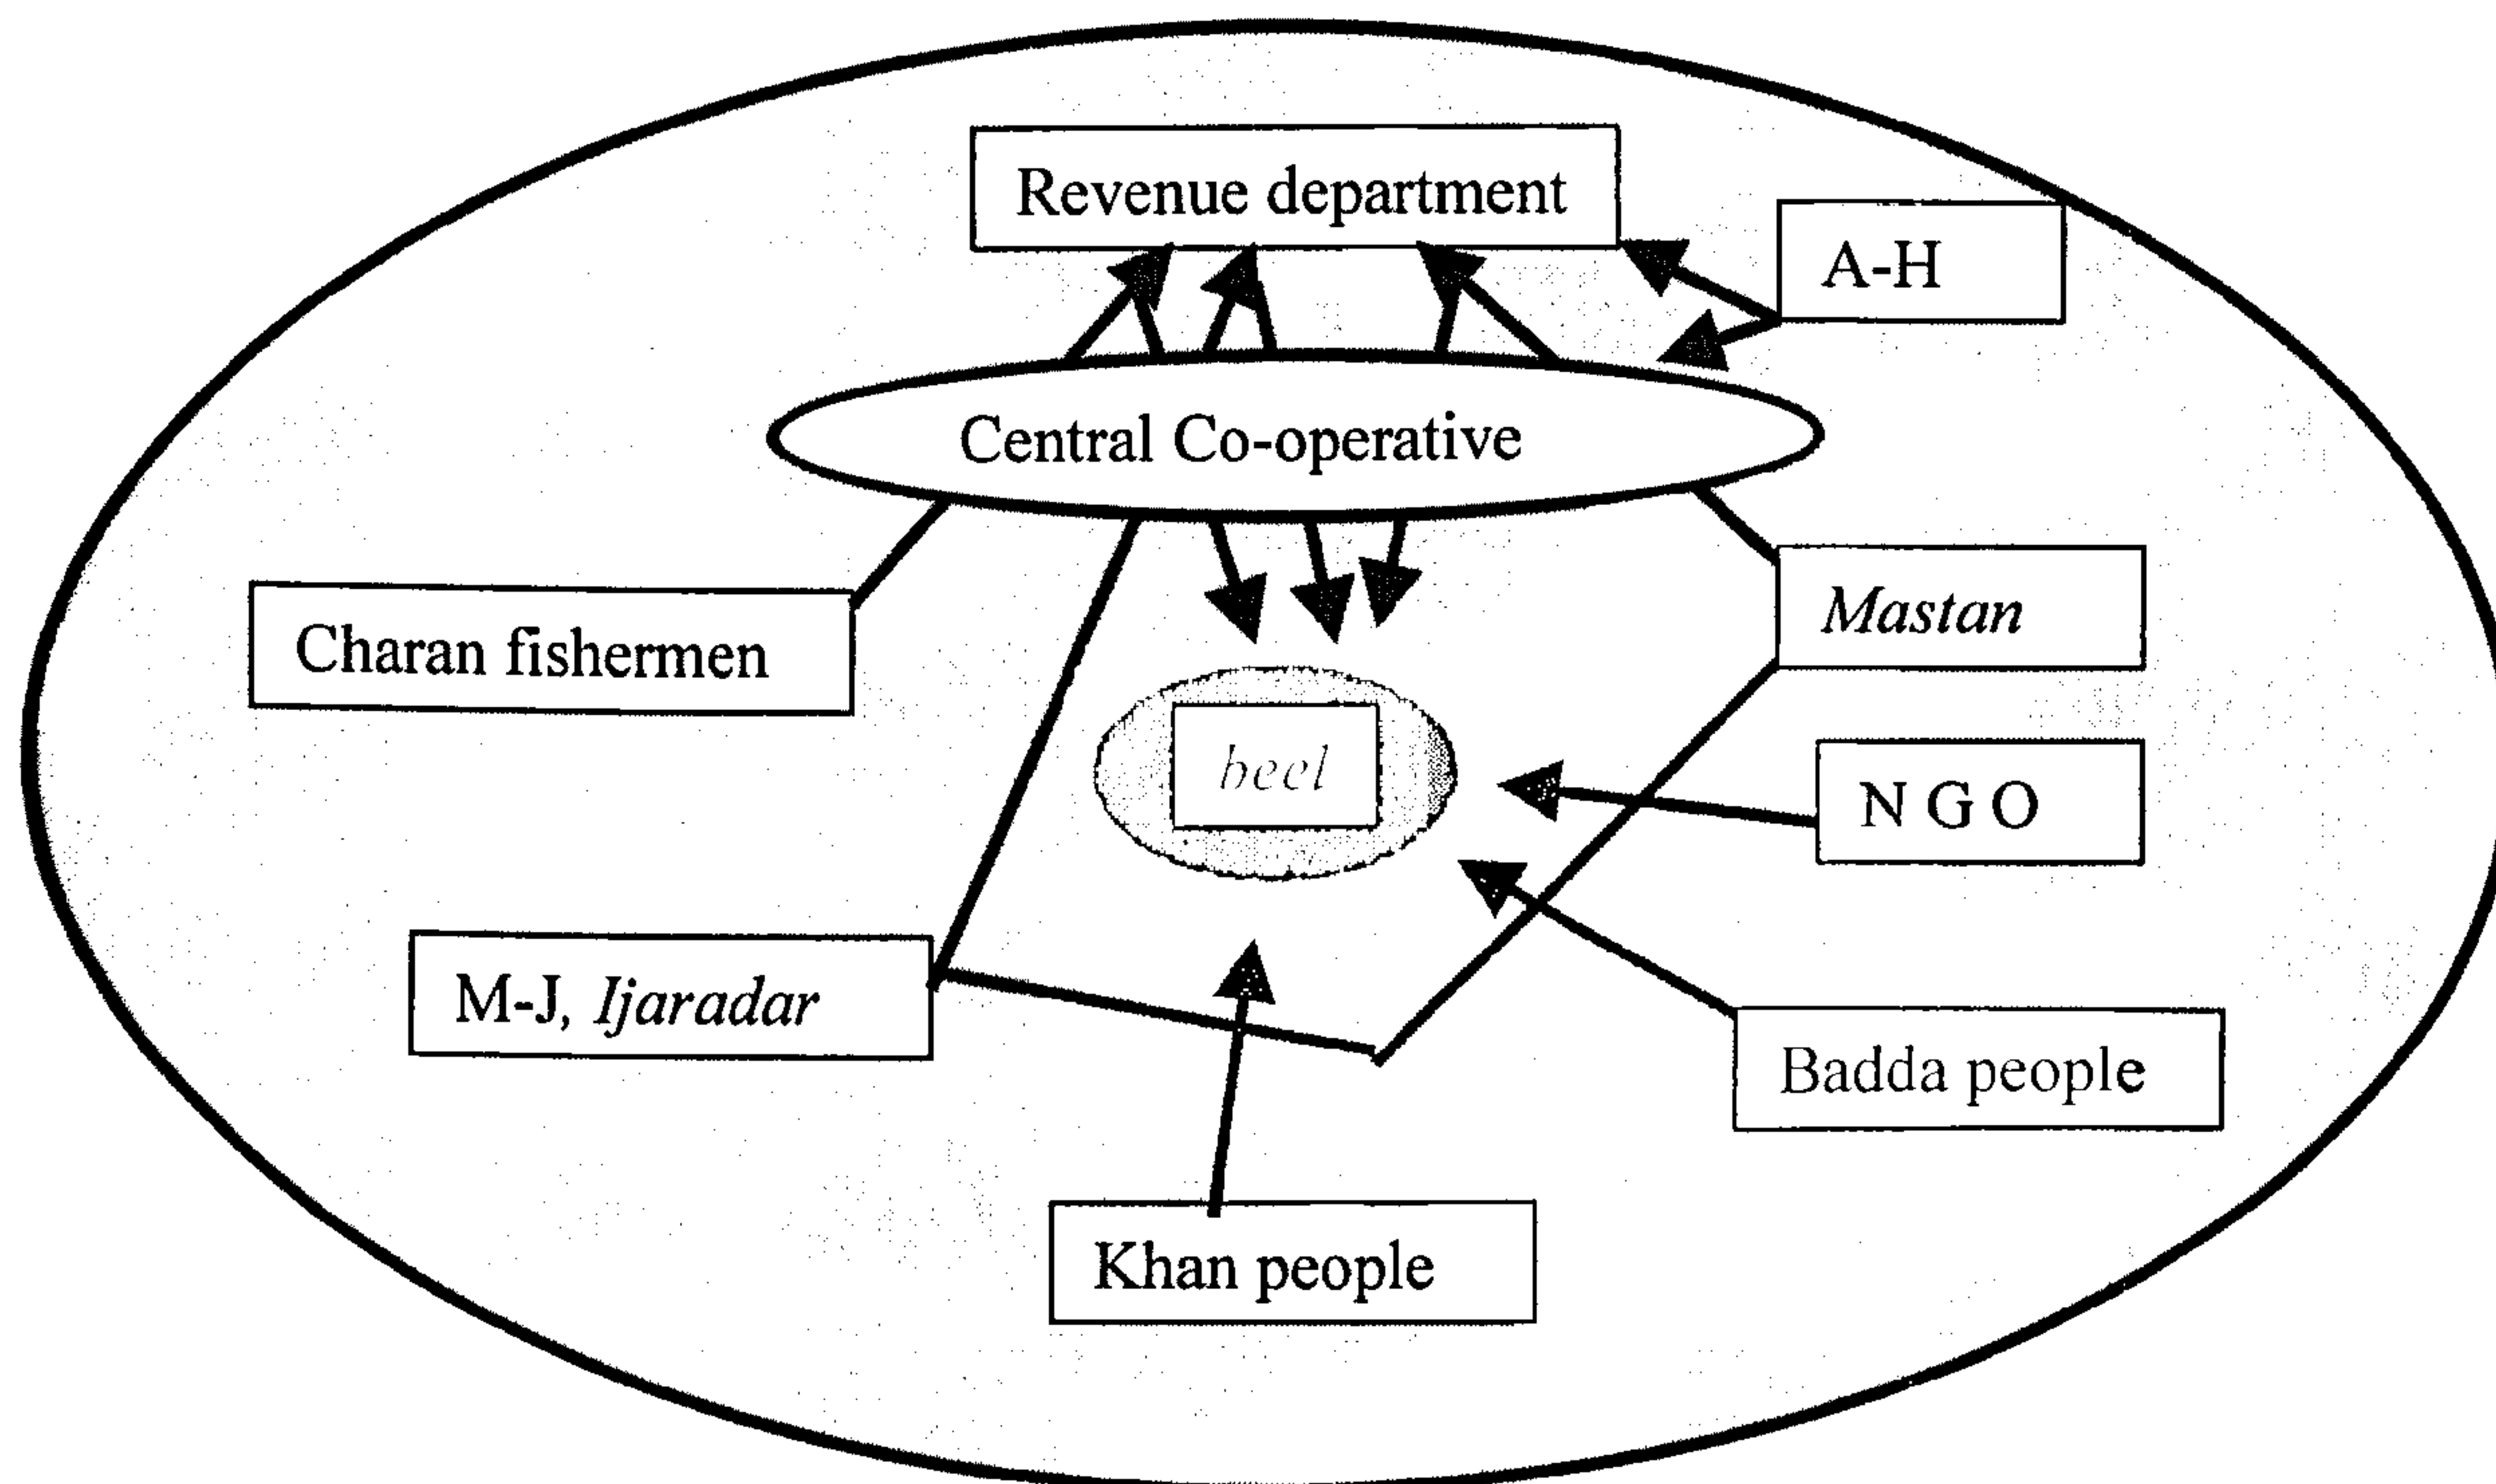 Revenue department
A-H
Central Co-operative
Charan fishermen
Mastan
beel
N G O
M-J, Ijaradar
Badda people
Khan people